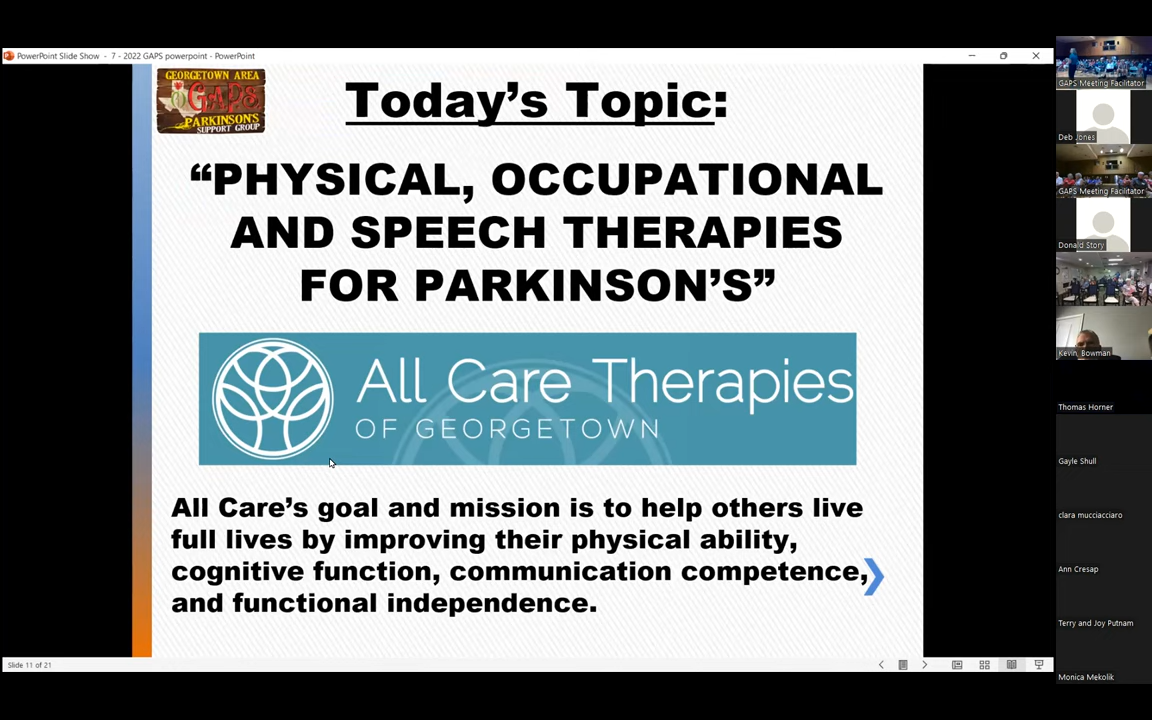 PowerPoint Slide Show - 7 - 2022 GAPS powerpoint - PowerPoint
GEORGETOWN AREA
GAPS
PARKINSON'S
SUPPORT GROUP
Today's Topic:
“PHYSICAL, OCCUPATIONAL
AND SPEECH THERAPIES
FOR PARKINSON'S”
All Care Therapies
OF GEORGETOWN
All Care's goal and mission is to help others live
full lives by improving their physical ability,
cognitive function, communication competence,
and functional independence.
Slide 11 of 21
GAPS Meeting Facilitator
Deb Jones
GAPS Meeting Facilitator
Donald Story
Kevin. Bowman
Thomas Horner
Gayle Shull
clara mucciacciaro
Ann Cresap
Terry and Joy Putnam
Monica Mekolik